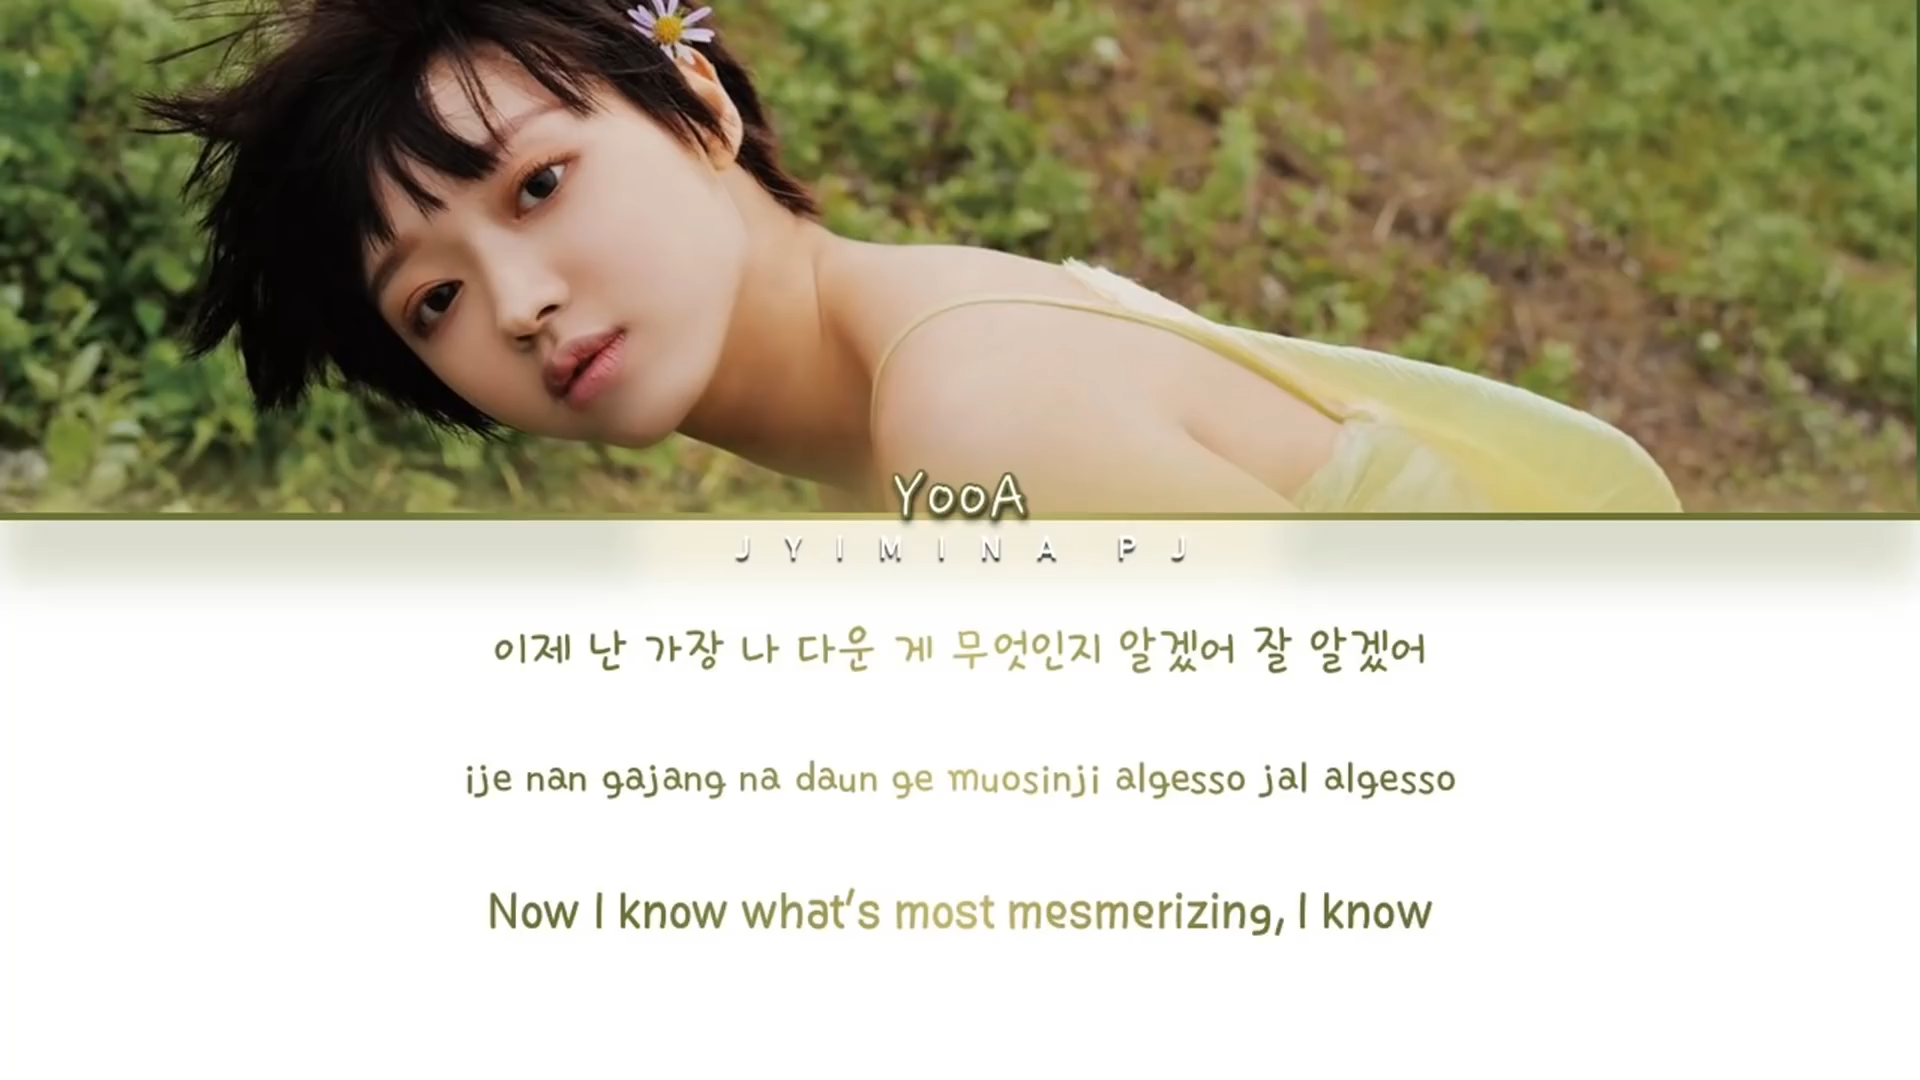 YooA
JYIMINA PJ
이제 난 가장 나 다운 게 무엇인지 알겠어 잘 알겠어
ije nan gajang na daun ge muosinji algesso jal algesso
Now I know what's most mesmerizing, I know